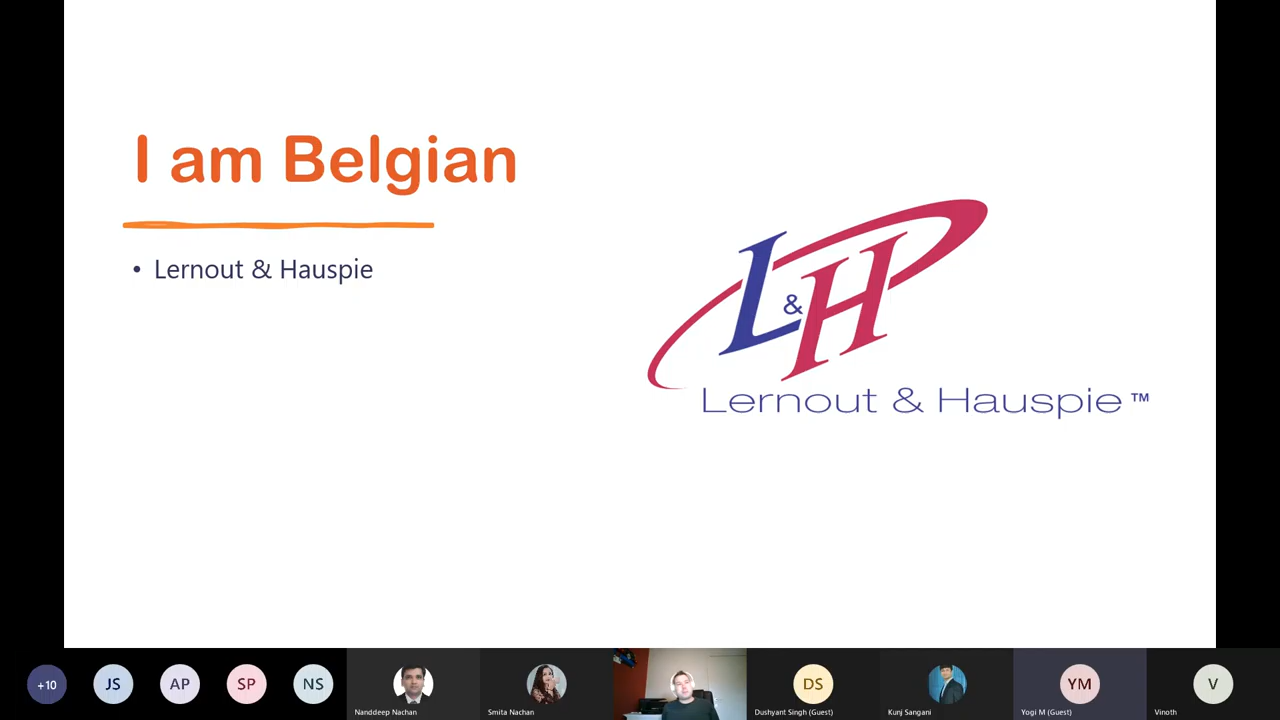 I am Belgian
• Lernout & Hauspie
L&H
Lernout & Hauspie ™
+10
JS
AP
SP
NS
Nanddeep Nachan
Smita Nachan
DS
Dushyant Singh (Guest)
Kunj Sangani
YM
Yogi M (Guest)
V
Vinoth